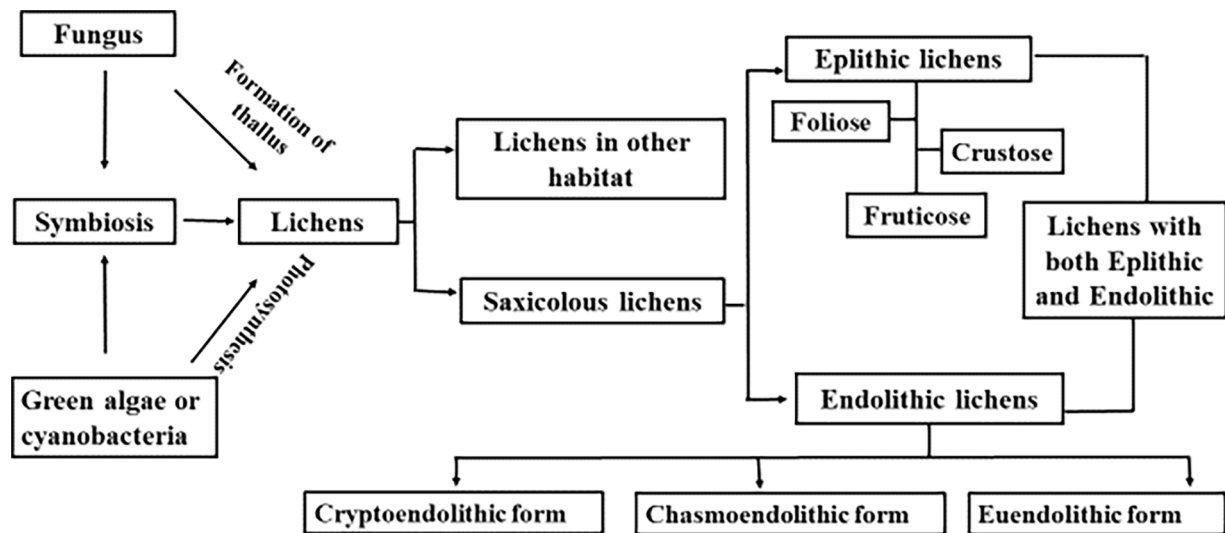 Fungus
Formation of
thallus
Symbiosis
Lichens
Photosynthesis
Green algae or
cyanobacteria
Lichens in other
habitat
Saxicolous lichens
Eplithic lichens
Foliose
Crustose
Fruticose
Lichens with
both Eplithic
and Endolithic
Endolithic lichens
Cryptoendolithic form
Chasmoendolithic form
Euendolithic form